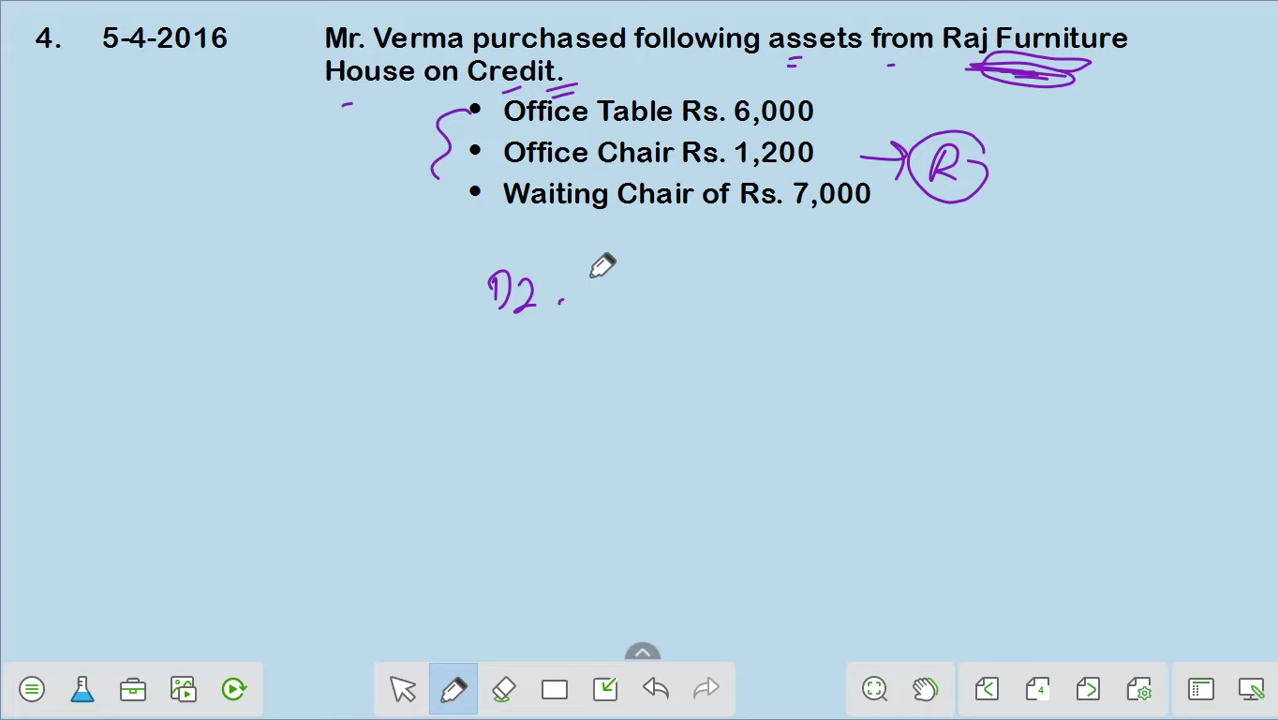 4. 5-4-2016 Mr. Verma purchased following assets from Raj Furniture
House on Credit.
• Office Table Rs. 6,000
• Office Chair Rs. 1,200
• Waiting Chair of Rs. 7,000
R
4